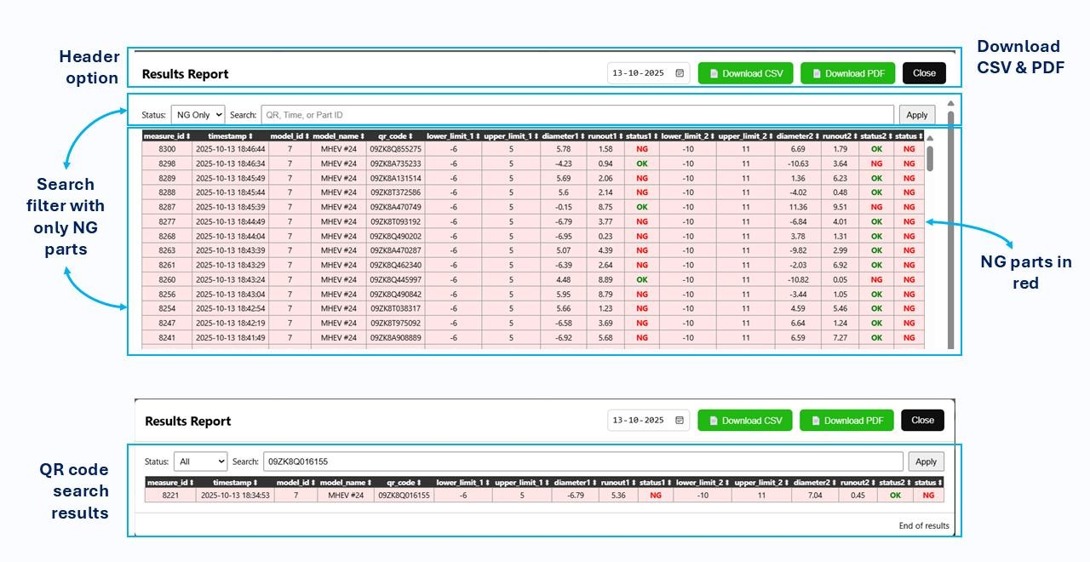 Header
option
Download
CSV & PDF
Results Report
13-10-2025
Download CSV
Download PDF
Close
Status: NG Only Search: QR, Time, or Part ID Apply
measure_id timestamp model_id model_name qr_code lower_limit_1 upper_limit_1 diameter1 runout1 status1 lower_limit_2 upper_limit_2 diameter2 runout2 status2 status
8300 2025-10-13 18:46:44 7 MHEV #24 09ZK8Q855275 -6 5 5.78 1.58 NG -10 11 6.69 1.79 OK NG
8298 2025-10-13 18:46:34 7 MHEV #24 09ZK8A735233 -6 5 -4.23 0.94 OK -10 11 -10.63 3.64 NG NG
8289 2025-10-13 18:45:49 7 MHEV #24 09ZK8A131514 -6 5 5.69 2.06 NG -10 11 1.36 6.23 OK NG
8288 2025-10-13 18:45:44 7 MHEV #24 09ZK8T372586 -6 5 5.6 2.14 NG -10 11 -4.02 0.48 OK NG
8287 2025-10-13 18:45:39 7 MHEV #24 09ZK8A470749 -6 5 -0.15 8.75 OK -10 11 11.36 9.51 NG NG
8277 2025-10-13 18:44:49 7 MHEV #24 09ZK8T093192 -6 5 -6.79 3.77 NG -10 11 -6.84 4.01 OK NG
8268 2025-10-13 18:44:04 7 MHEV #24 09ZK8Q490202 -6 5 -6.95 0.23 NG -10 11 3.78 1.31 OK NG
8263 2025-10-13 18:43:39 7 MHEV #24 09ZK8A470287 -6 5 5.07 4.39 NG -10 11 -9.82 2.99 OK NG
8261 2025-10-13 18:43:29 7 MHEV #24 09ZK8Q462340 -6 5 -6.39 2.64 NG -10 11 -2.03 6.92 OK NG
8260 2025-10-13 18:43:24 7 MHEV #24 09ZK8Q445997 -6 5 4.48 8.89 OK -10 11 -10.82 0.05 NG NG
8256 2025-10-13 18:43:04 7 MHEV #24 09ZK8Q490842 -6 5 5.95 8.79 NG -10 11 -3.44 1.05 OK NG
8254 2025-10-13 18:42:54 7 MHEV #24 09ZK8T038317 -6 5 5.66 1.23 NG -10 11 4.59 5.46 OK NG
8247 2025-10-13 18:42:19 7 MHEV #24 09ZK8T975092 -6 5 -6.58 3.69 NG -10 11 6.64 1.24 OK NG
8241 2025-10-13 18:41:49 7 MHEV #24 09ZK8A908889 -6 5 -6.92 5.68 NG -10 11 6.59 7.27 OK NG
Search
filter with
only NG
parts
NG parts in
red
Results Report
13-10-2025
Download CSV
Download PDF
Close
QR code
search
results
Status: All Search: 09ZK8Q016155 Apply
measure_id timestamp model_id model_name qr_code lower_limit_1 upper_limit_1 diameter1 runout1 status1 lower_limit_2 upper_limit_2 diameter2 runout2 status2 status
8221 2025-10-13 18:34:53 7 MHEV #24 09ZK8Q016155 -6 5 -6.79 5.36 NG -10 11 7.04 0.45 OK NG
End of results